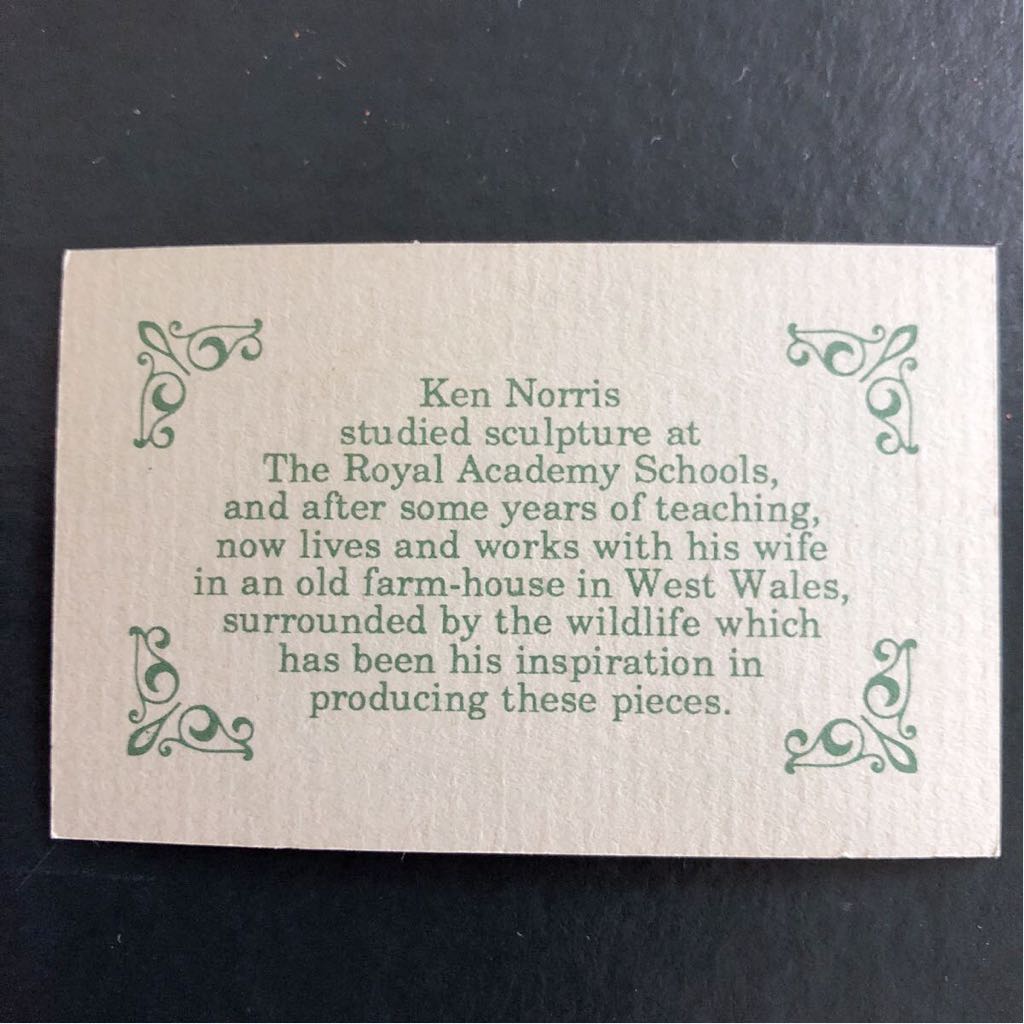 Ken Norris
studied sculpture at
The Royal Academy Schools,
and after some years of teaching,
now lives and works with his wife
in an old farm-house in West Wales,
surrounded by the wildlife which
has been his inspiration in
producing these pieces.